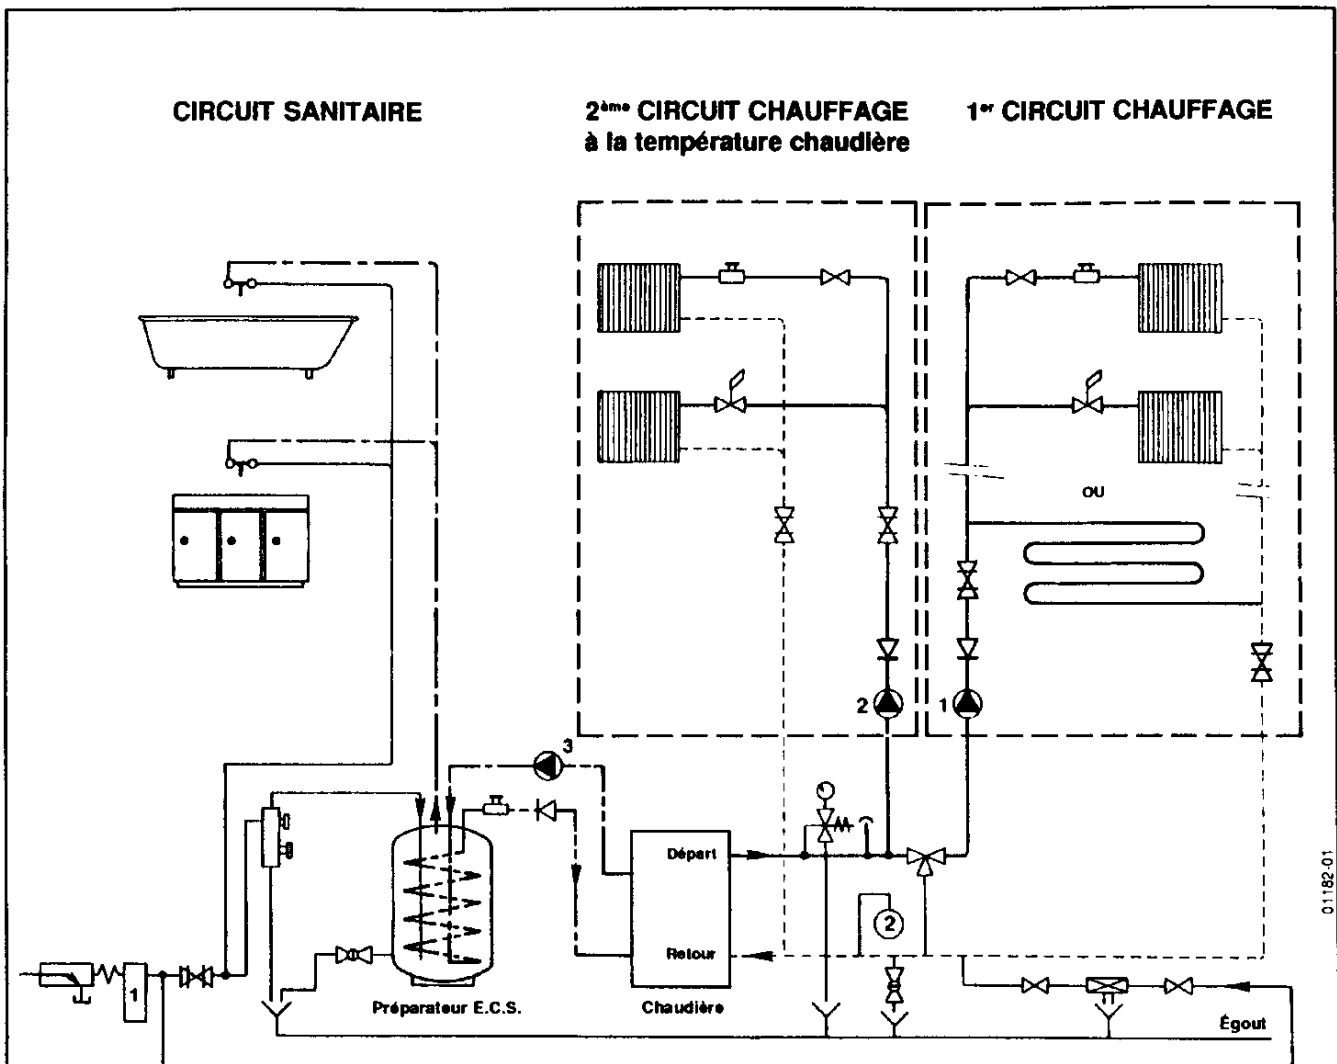 CIRCUIT SANITAIRE
2ème CIRCUIT CHAUFFAGE
à la température chaudière
1er CIRCUIT CHAUFFAGE
OU
2
1
3
Départ
2
Retour
1
Préparateur E.C.S.
Chaudière
Égout
01182-01